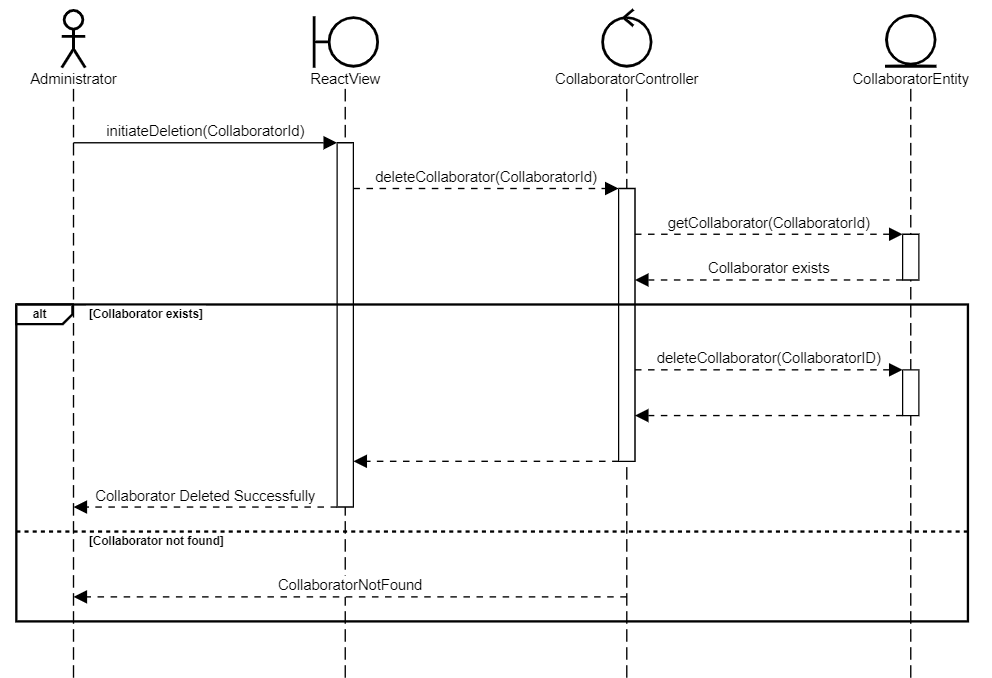 Administrator
ReactView
CollaboratorController
CollaboratorEntity
initiateDeletion(CollaboratorId)
deleteCollaborator(CollaboratorId)
getCollaborator(CollaboratorId)
Collaborator exists
alt
[Collaborator exists]
deleteCollaborator(CollaboratorID)
Collaborator Deleted Successfully
[Collaborator not found]
CollaboratorNotFound